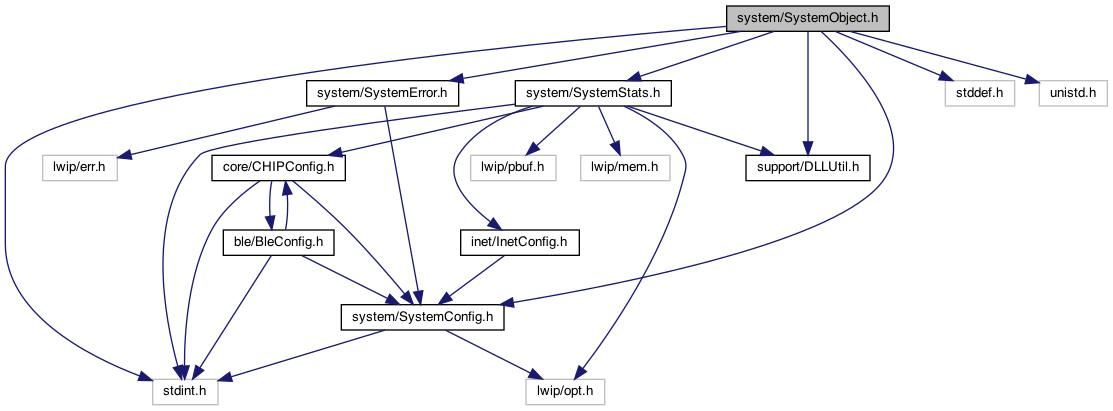 system/SystemObject.h
system/SystemError.h
system/SystemStats.h
stddef.h
unistd.h
lwip/err.h
core/CHIPConfig.h
lwip/pbuf.h
lwip/mem.h
support/DLLUtil.h
ble/BleConfig.h
inet/InetConfig.h
system/SystemConfig.h
stdint.h
lwip/opt.h